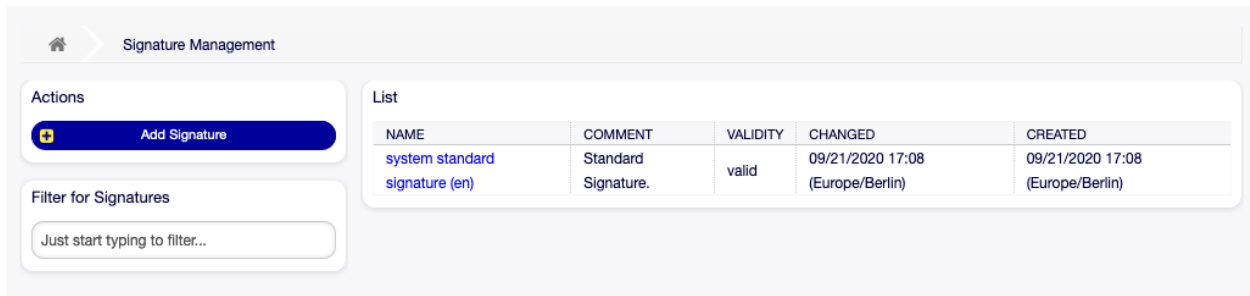 Signature Management
Actions
Add Signature
Filter for Signatures
Just start typing to filter...
List
NAME COMMENT VALIDITY CHANGED CREATED
system standard Standard valid 09/21/2020 17:08 09/21/2020 17:08
signature (en) Signature. (Europe/Berlin) (Europe/Berlin)